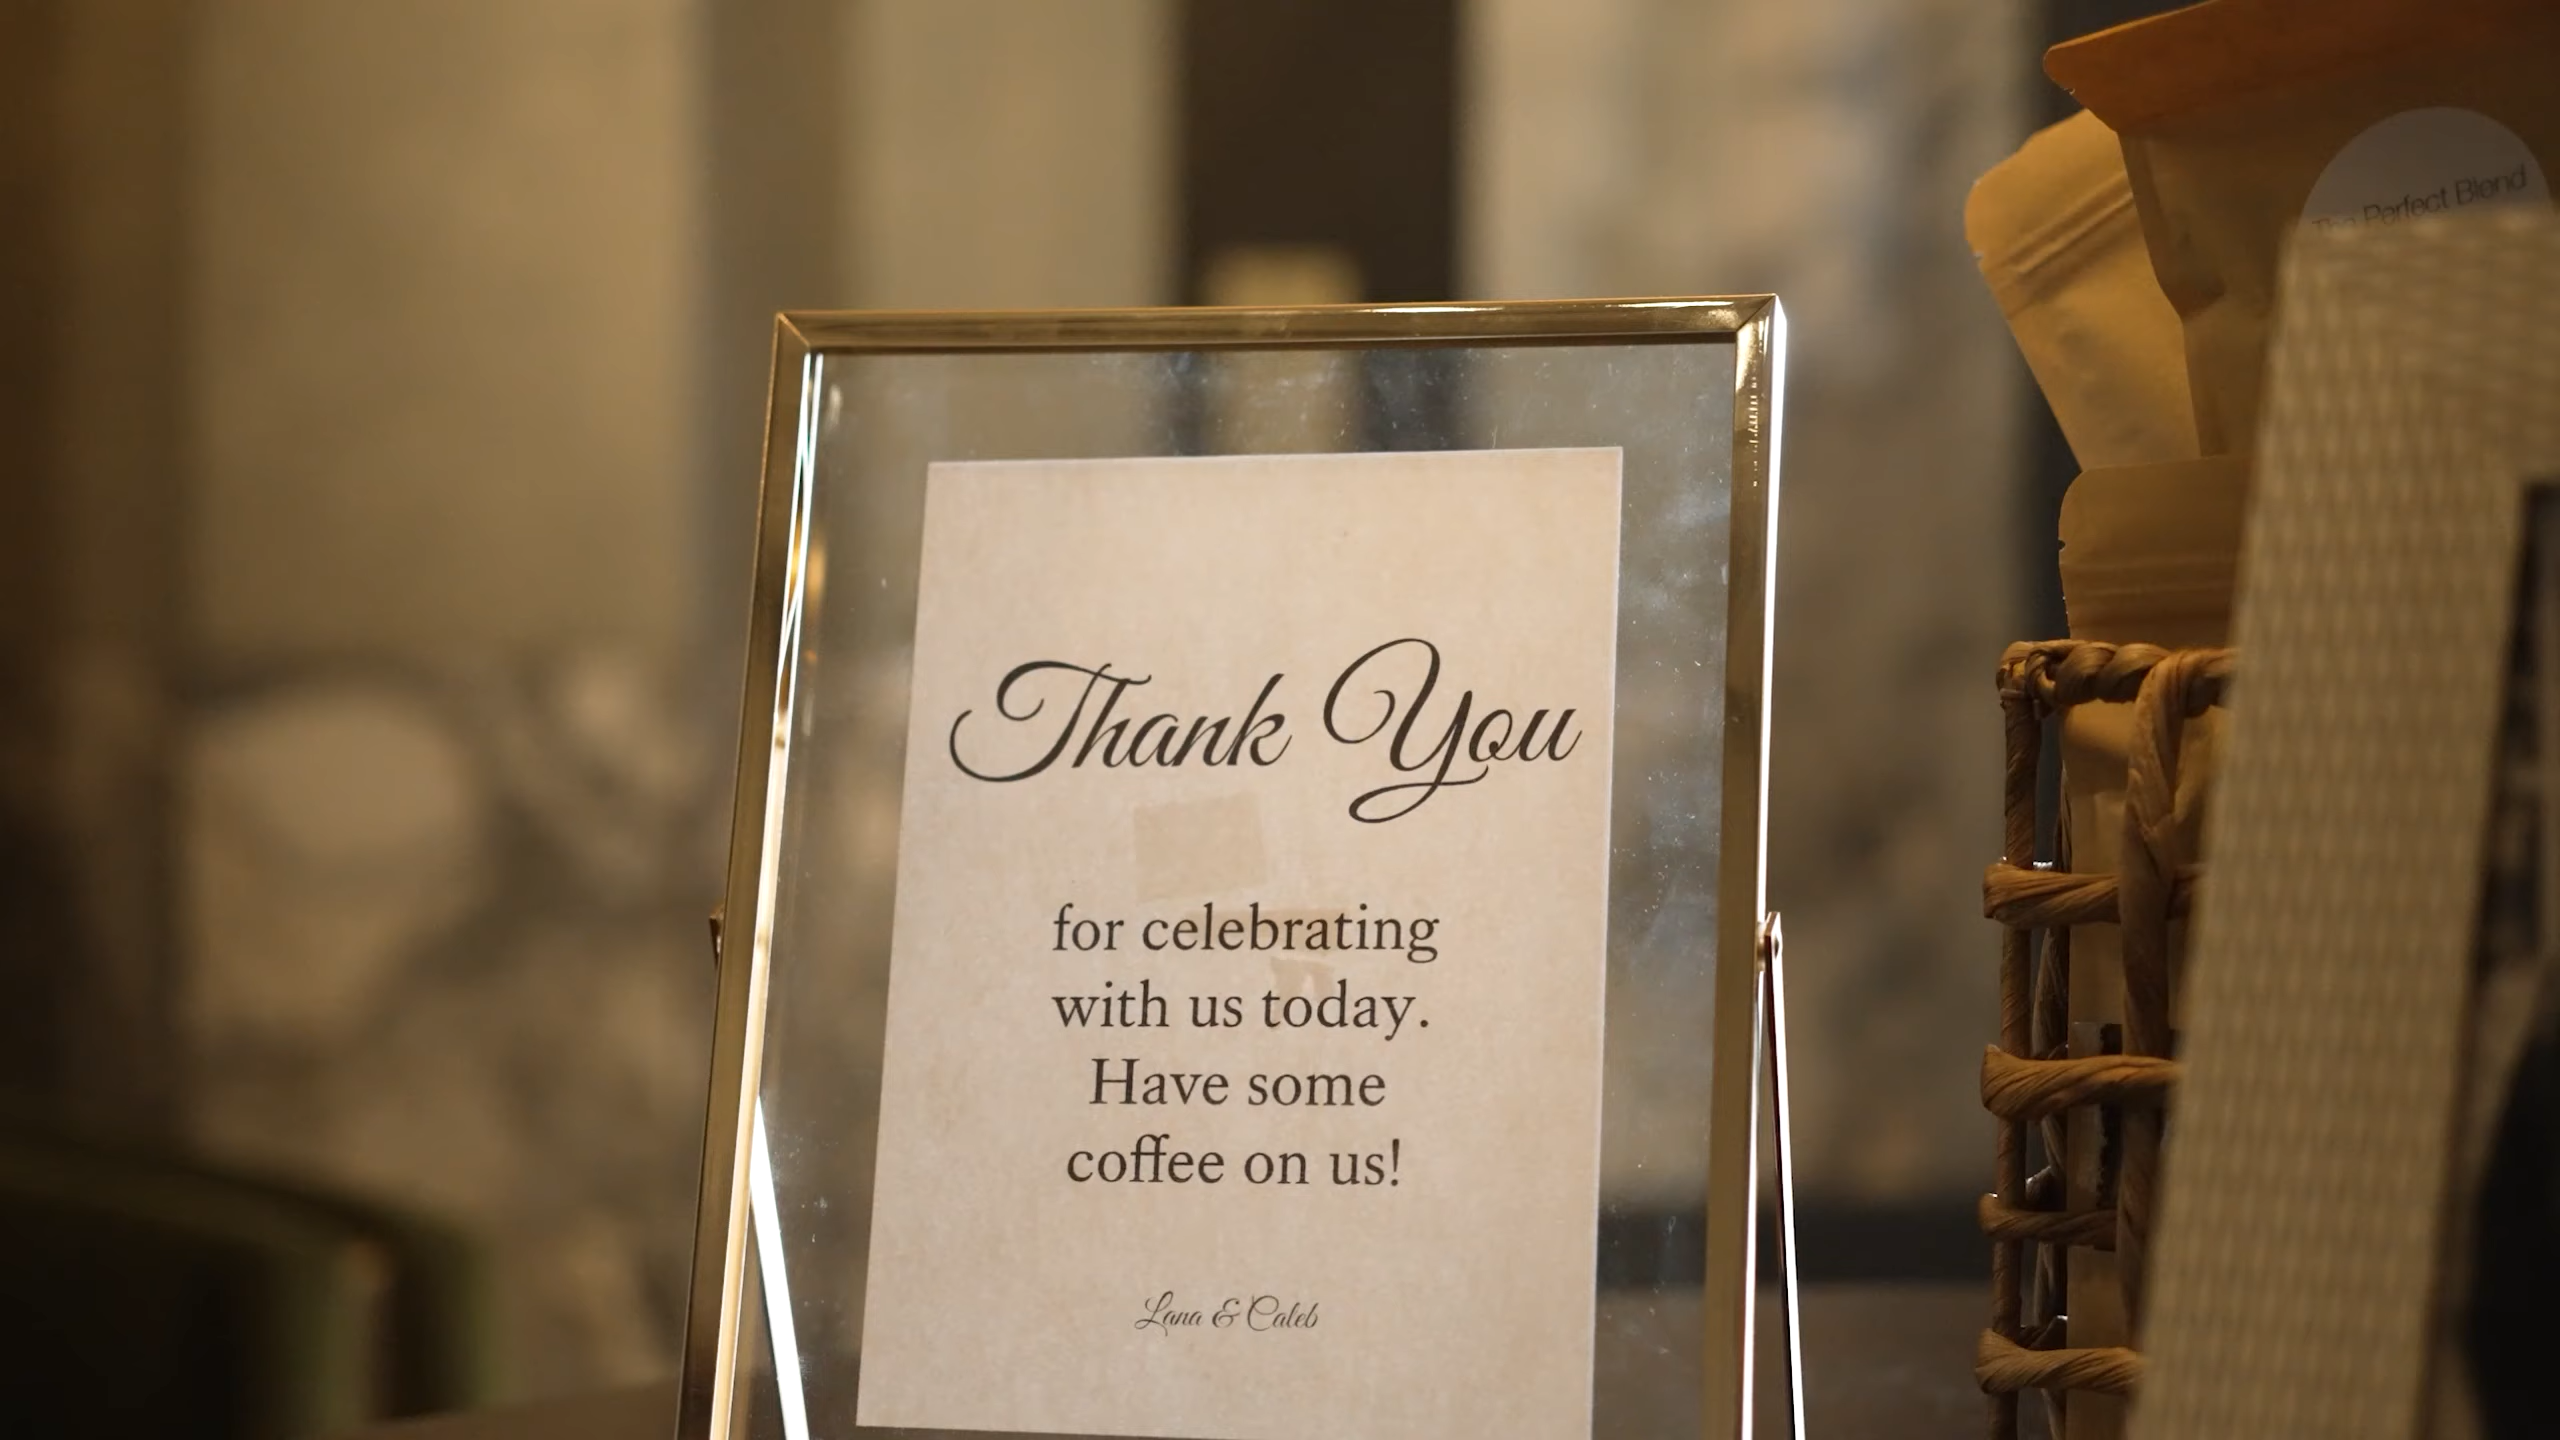 The Perfect Blend
Thank You
for celebrating
with us today.
Have some
coffee on us!
Lana & Caleb